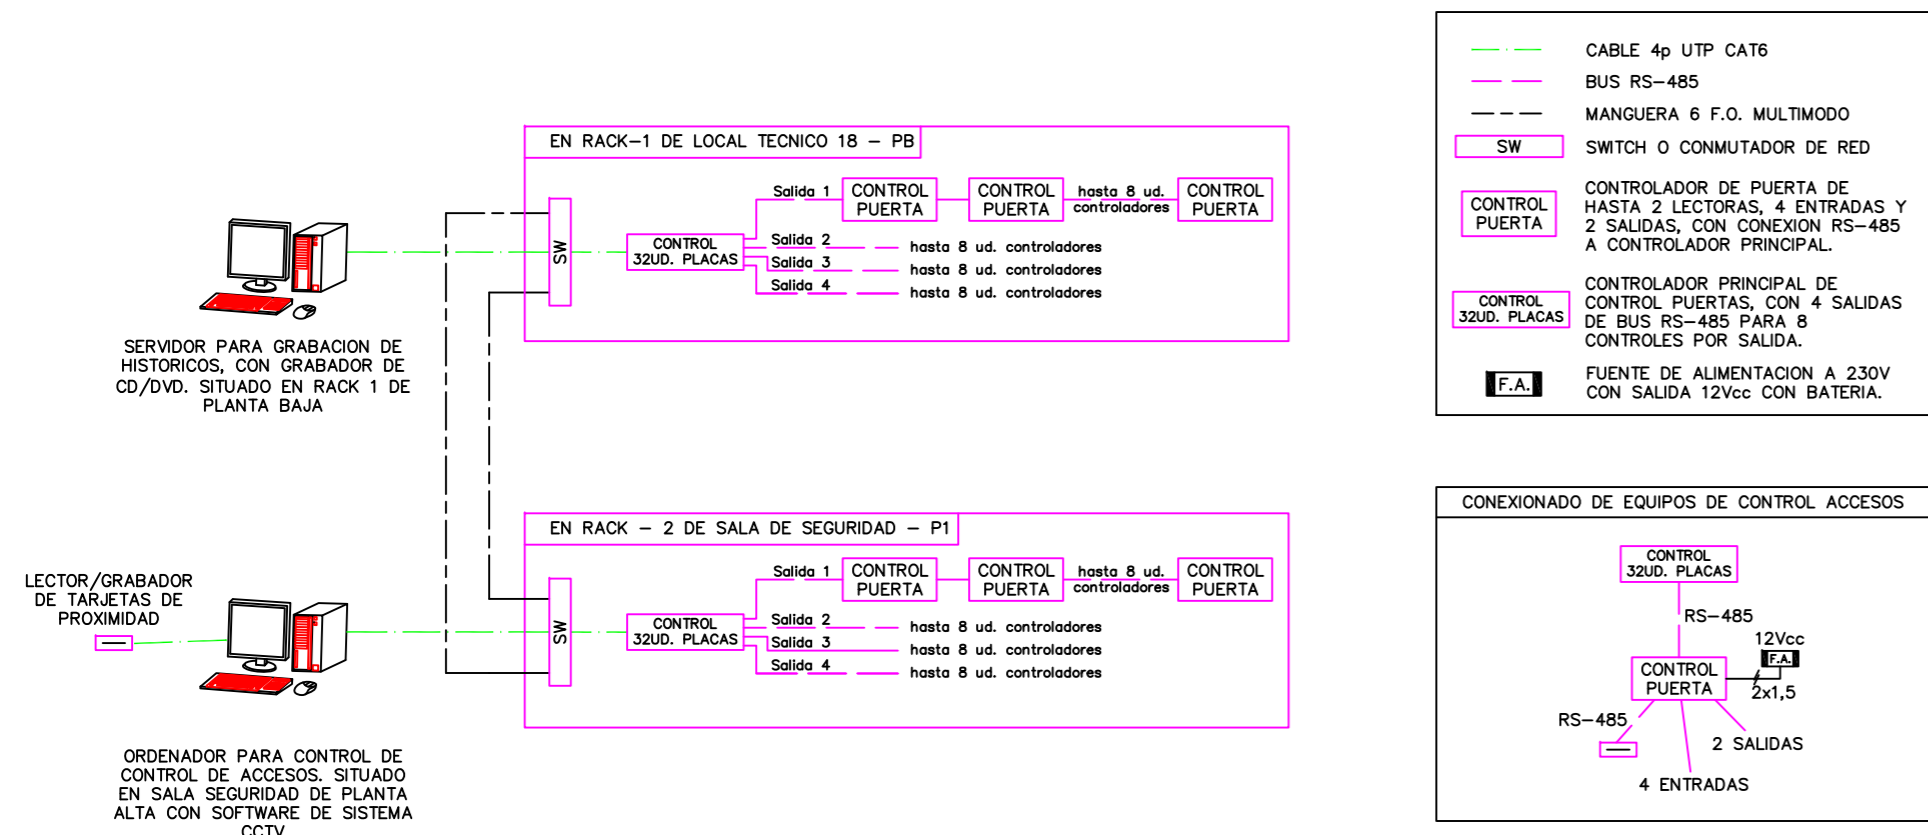 CABLE 4p UTP CAT6
BUS RS-485
MANGUERA 6 F.O. MULTIMODO
SW
SWITCH O CONMUTADOR DE RED
CONTROL
PUERTA
CONTROLADOR DE PUERTA DE
HASTA 2 LECTORAS, 4 ENTRADAS Y
2 SALIDAS, CON CONEXION RS-485
A CONTROLADOR PRINCIPAL.
CONTROL
32UD. PLACAS
CONTROLADOR PRINCIPAL DE
CONTROL PUERTAS, CON 4 SALIDAS
DE BUS RS-485 PARA 8
CONTROLES POR SALIDA.
F.A.
FUENTE DE ALIMENTACION A 230V
CON SALIDA 12Vcc CON BATERIA.
EN RACK-1 DE LOCAL TECNICO 18 - PB
SW
CONTROL
32UD. PLACAS
Salida 1
CONTROL
PUERTA
CONTROL
PUERTA
hasta 8 ud.
controladores
CONTROL
PUERTA
Salida 2
hasta 8 ud. controladores
Salida 3
hasta 8 ud. controladores
Salida 4
hasta 8 ud. controladores
SERVIDOR PARA GRABACION DE
HISTORICOS, CON GRABADOR DE
CD/DVD. SITUADO EN RACK 1 DE
PLANTA BAJA
EN RACK - 2 DE SALA DE SEGURIDAD - P1
SW
CONTROL
32UD. PLACAS
Salida 1
CONTROL
PUERTA
CONTROL
PUERTA
hasta 8 ud.
controladores
CONTROL
PUERTA
Salida 2
hasta 8 ud. controladores
Salida 3
hasta 8 ud. controladores
Salida 4
hasta 8 ud. controladores
LECTOR/GRABADOR
DE TARJETAS DE
PROXIMIDAD
ORDENADOR PARA CONTROL DE
CONTROL DE ACCESOS. SITUADO
EN SALA SEGURIDAD DE PLANTA
ALTA CON SOFTWARE DE SISTEMA
CCTV
CONEXIONADO DE EQUIPOS DE CONTROL ACCESOS
CONTROL
32UD. PLACAS
RS-485
12Vcc
F.A.
CONTROL
PUERTA
2x1,5
RS-485
2 SALIDAS
4 ENTRADAS